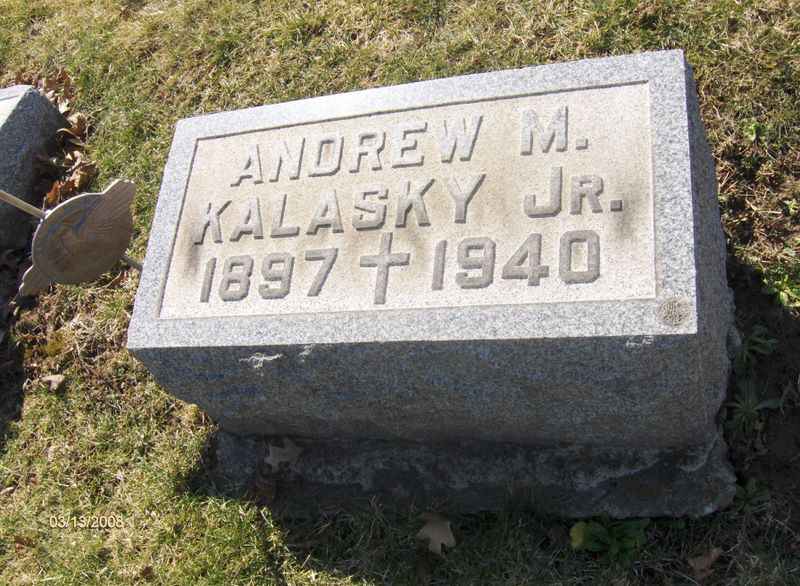 ANDREW M.
KALASKY JR.
1897 ✝ 1940
03/13/2008